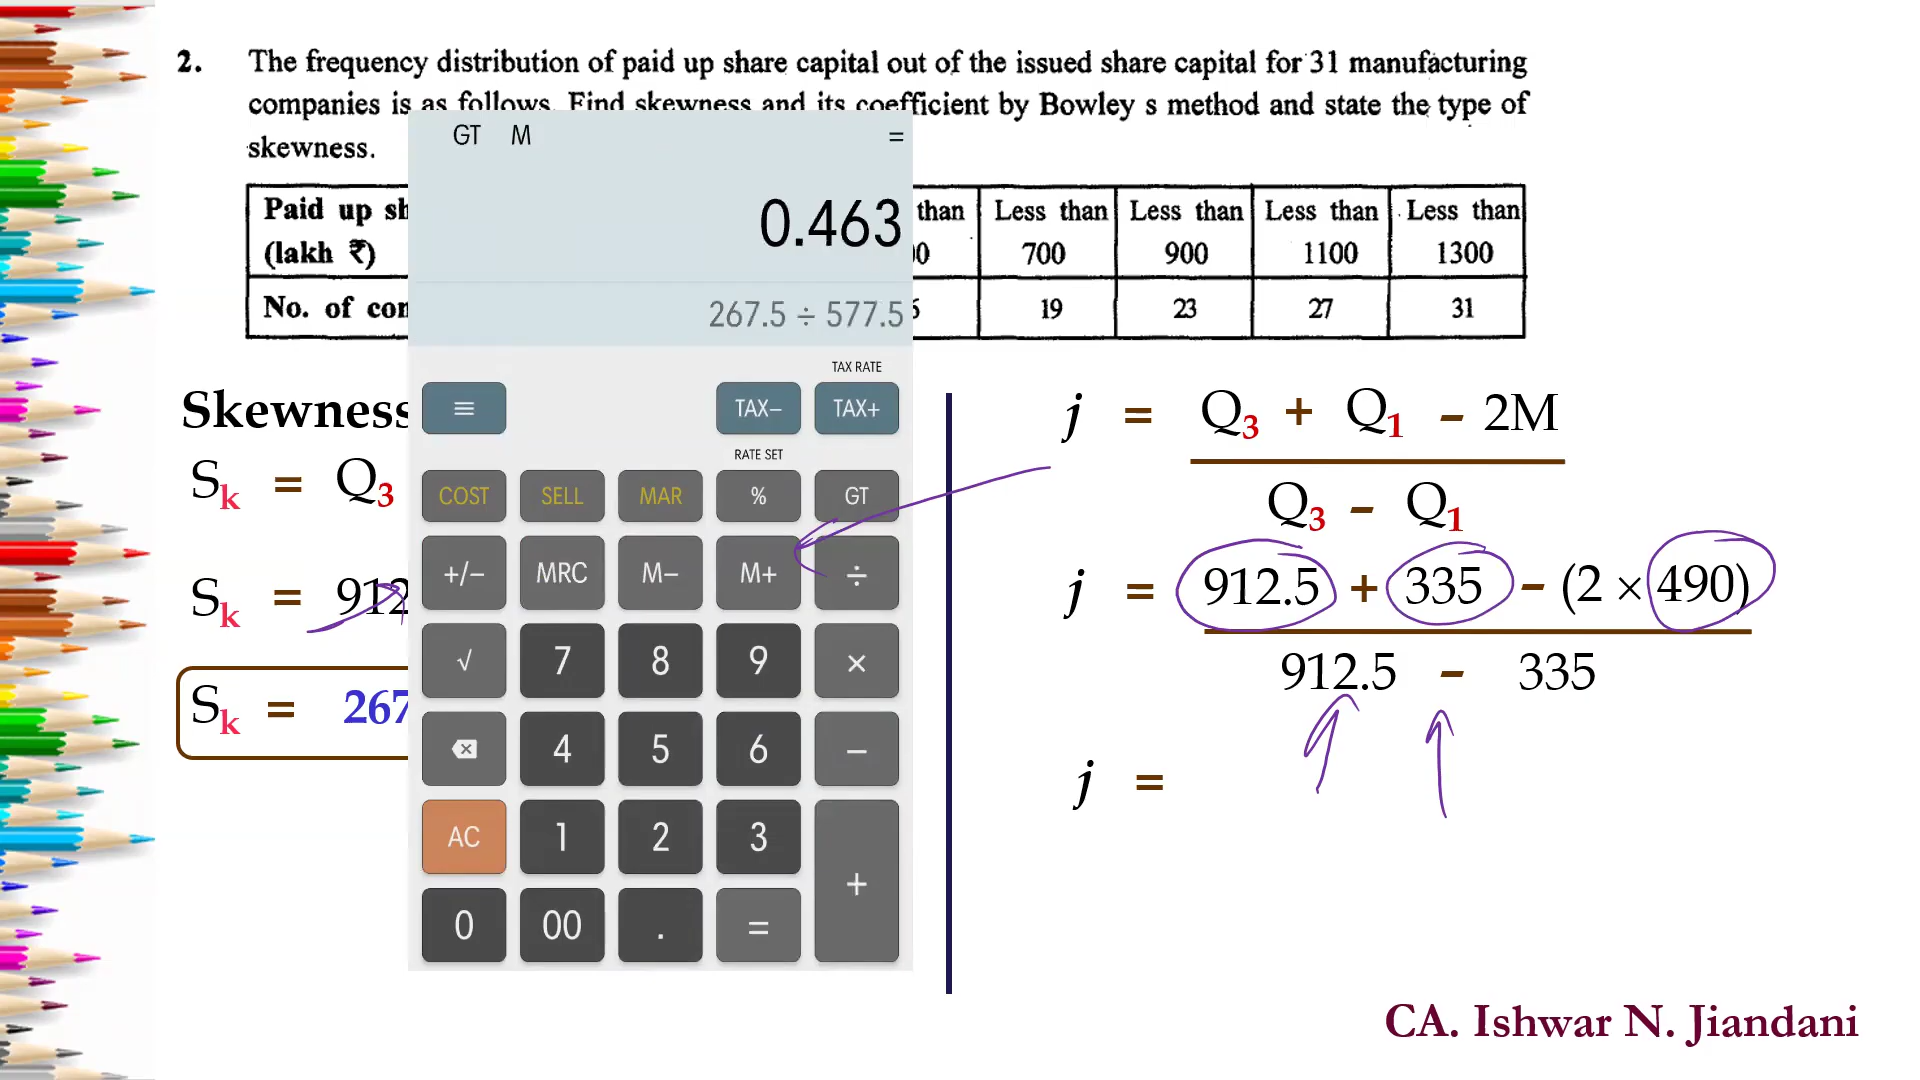 2. The frequency distribution of paid up share capital out of the issued share capital for 31 manufacturing
companies is as follows. Find skewness and its coefficient by Bowley s method and state the type of
skewness.
GT M =
0.463
267.5 ÷ 577.5
Paid up sh than Less than Less than Less than Less than
(lakh ₹) 700 900 1100 1300
No. of 19 23 27 31
TAX RATE
≡ TAX− TAX+
RATE SET
COST SELL MAR % GT
+/− MRC M− M+ ÷
√ 7 8 9 ×
4 5 6 −
AC 1 2 3 +
0 00 . =
Skewness
Sk = Q3
Sk = 912
Sk = 267
j = Q3 + Q1 - 2M
Q3 - Q1
j = 912.5 + 335 - (2 × 490)
912.5 - 335
j =
CA. Ishwar N. Jiandani